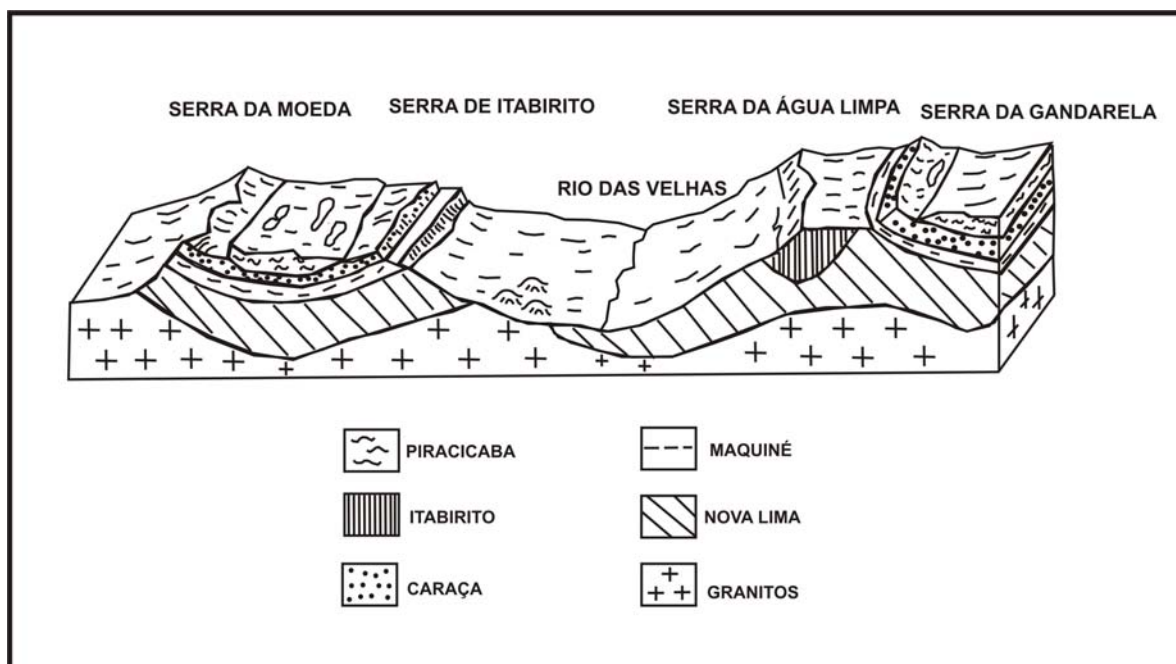 SERRA DA MOEDA
SERRA DE ITABIRITO
SERRA DA ÁGUA LIMPA
SERRA DA GANDARELA
RIO DAS VELHAS
PIRACICABA
MAQUINÉ
ITABIRITO
NOVA LIMA
CARAÇA
GRANITOS